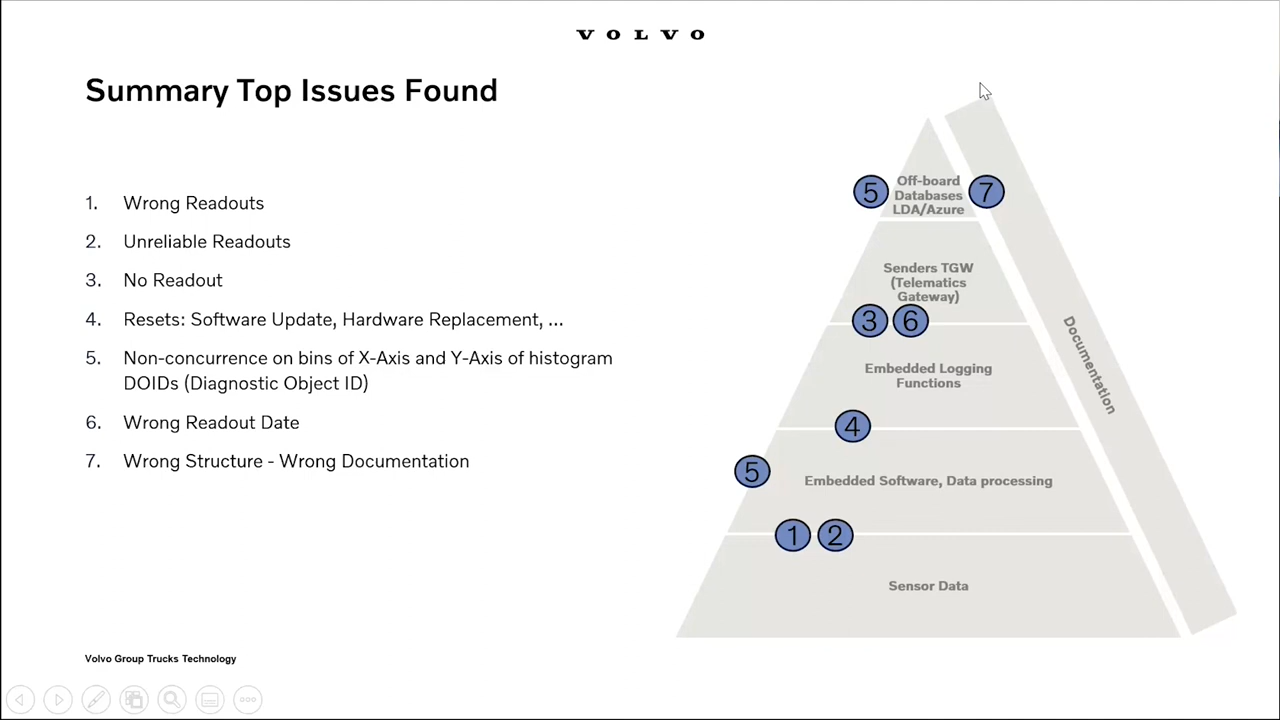 VOLVO
Summary Top Issues Found
1. Wrong Readouts
2. Unreliable Readouts
3. No Readout
4. Resets: Software Update, Hardware Replacement, ...
5. Non-concurrence on bins of X-Axis and Y-Axis of histogram
DOIDs (Diagnostic Object ID)
6. Wrong Readout Date
7. Wrong Structure - Wrong Documentation
5
Off-board
Databases
LDA/Azure
7
Senders TGW
(Telematics
Gateway)
3 6
Embedded Logging
Functions
4
5
Embedded Software, Data processing
1 2
Sensor Data
Documentation
Volvo Group Trucks Technology